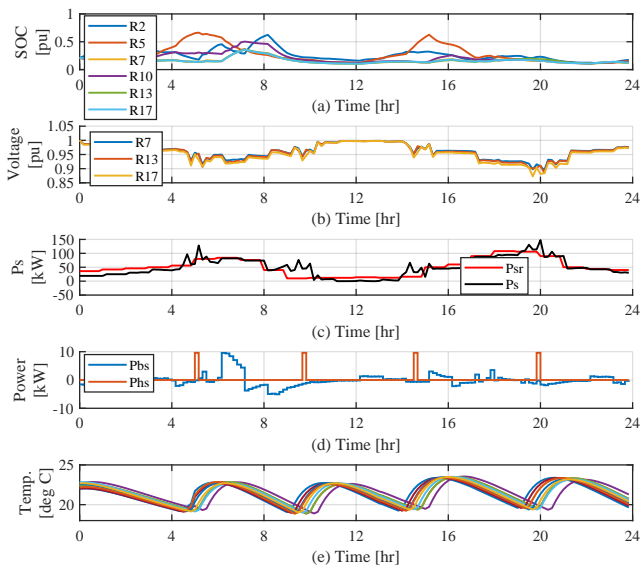 1
0.5
0
SOC
[pu]
R2
R5
R7
R10
R13
R17
0 4 8 12 16 20 24
(a) Time [hr]
1.05
0.95
0.9
0.85
Voltage
[pu]
R7
R13
R17
0 4 8 12 16 20 24
(b) Time [hr]
150
100
50
0
-50
Ps
[kW]
Psr
Ps
0 4 8 12 16 20 24
(c) Time [hr]
10
0
-10
Power
[kW]
Pbs
Phs
0 4 8 12 16 20 24
(d) Time [hr]
25
20
Temp.
[deg C]
0 4 8 12 16 20 24
(e) Time [hr]